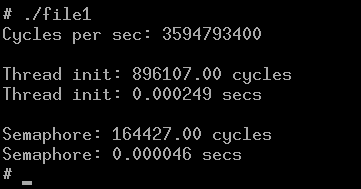 # ./file1
Cycles per sec: 3594793400
Thread init: 896107.00 cycles
Thread init: 0.000249 secs
Semaphore: 164427.00 cycles
Semaphore: 0.000046 secs
# _